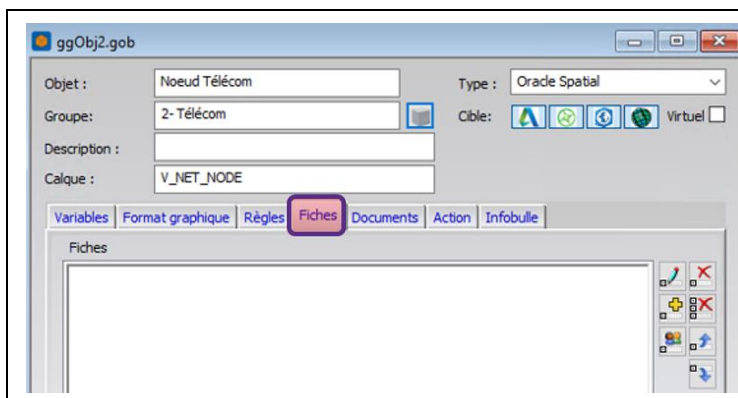 ggObj2.gob
Objet : Noeud Télécom Type : Oracle Spatial
Groupe: 2- Télécom Cible: Virtuel
Description :
Calque : V_NET_NODE
Variables Format graphique Règles Fiches Documents Action Infobulle
Fiches